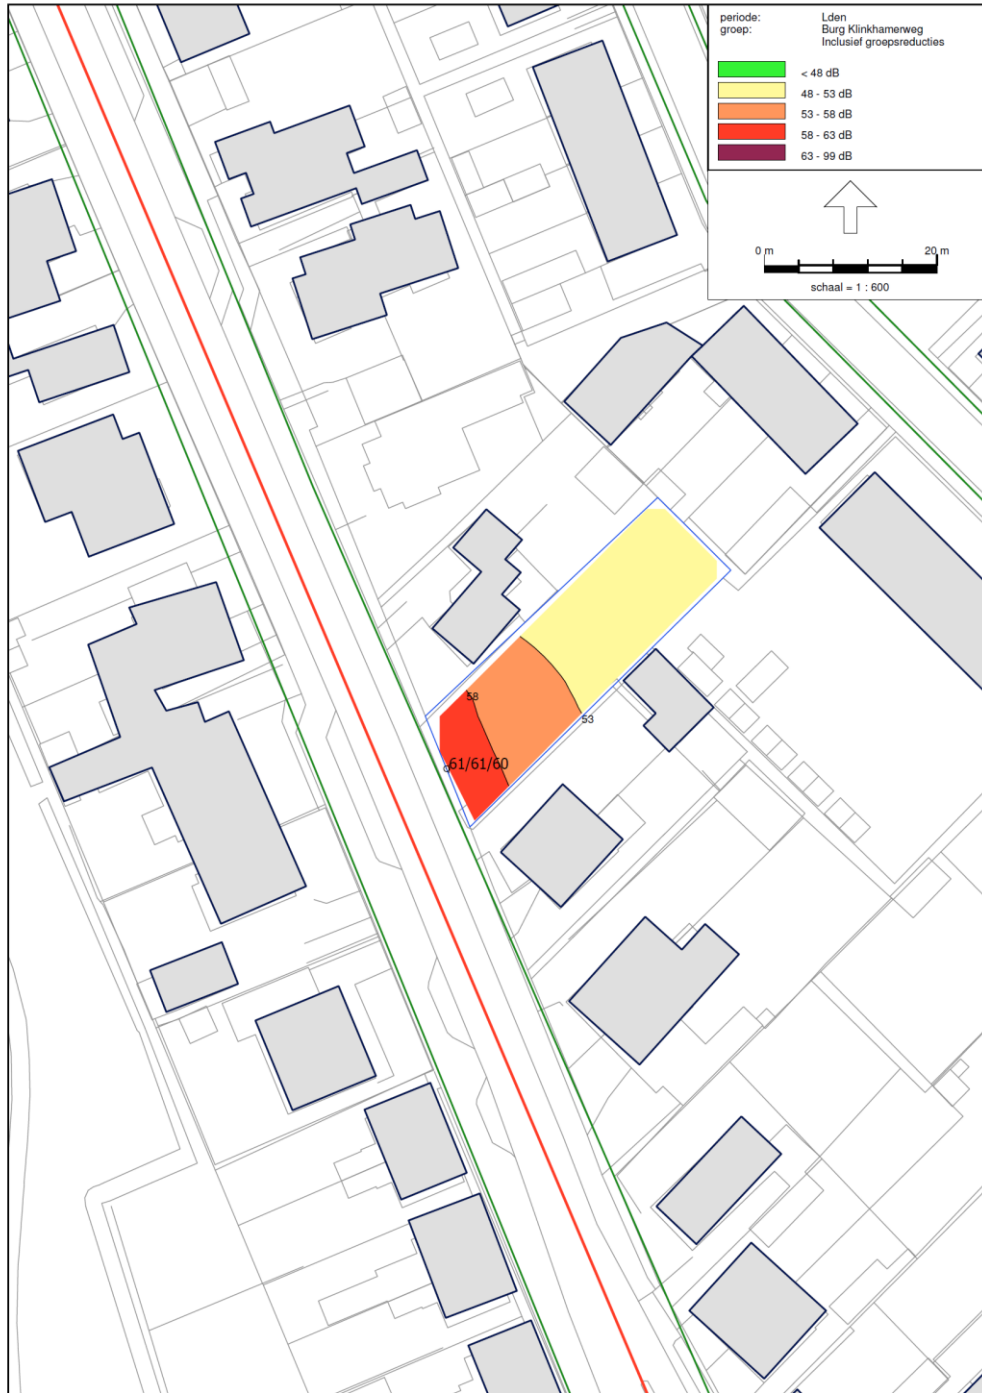 periode: Lden
groep: Burg Klinkhamerweg
Inclusief groepsreducties
< 48 dB
48 - 53 dB
53 - 58 dB
58 - 63 dB
63 - 99 dB
0 m 20 m
schaal = 1 : 600
58
53
61/61/60